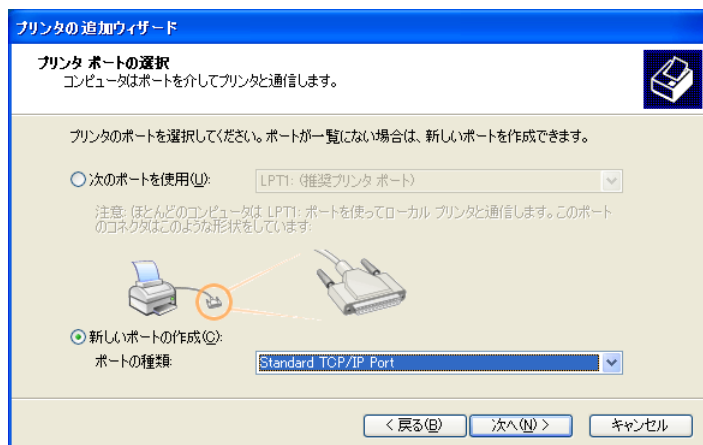 プリンタの追加ウィザード
プリンタ ポートの選択
コンピュータはポートを介してプリンタと通信します。
プリンタのポートを選択してください。ポートが一覧にない場合は、新しいポートを作成できます。
次のポートを使用(U):
LPT1: (推奨プリンタ ポート)
注意: ほとんどのコンピュータは LPT1: ポートを使ってローカル プリンタと通信します。このポート
のコネクタはこのような形状をしています:
新しいポートの作成(C):
ポートの種類:
Standard TCP/IP Port
< 戻る(B)
次へ(N) >
キャンセル